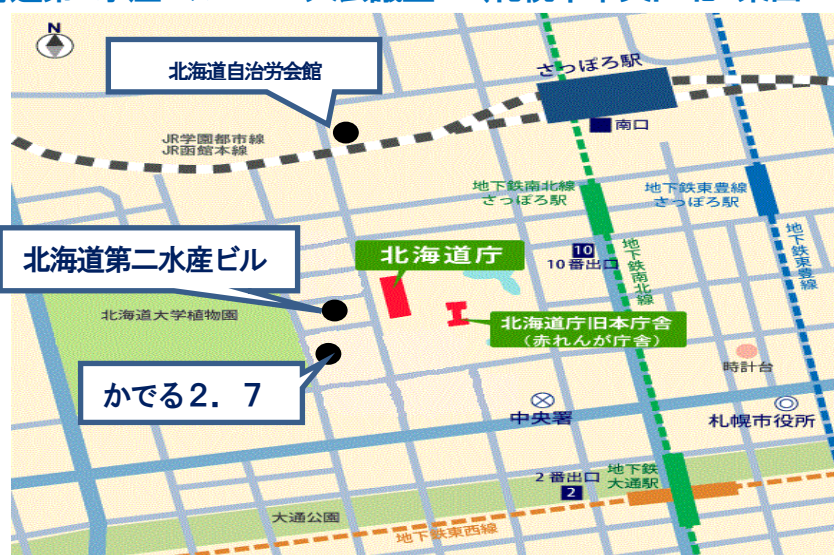 N
北海道自治労会館
さっぽろ駅
南口
JR学園都市線
JR函館本線
地下鉄南北線
さっぽろ駅
地下鉄東豊線
さっぽろ駅
北海道第二水産ビル
北海道庁
10
10番出口
地下鉄南北線
地下鉄東豊線
北海道大学植物園
北海道庁旧本庁舎
（赤れんが庁舎）
時計台
かでる２．７
中央署
札幌市役所
2番出口
2
地下鉄
大通駅
大通公園
地下鉄東西線